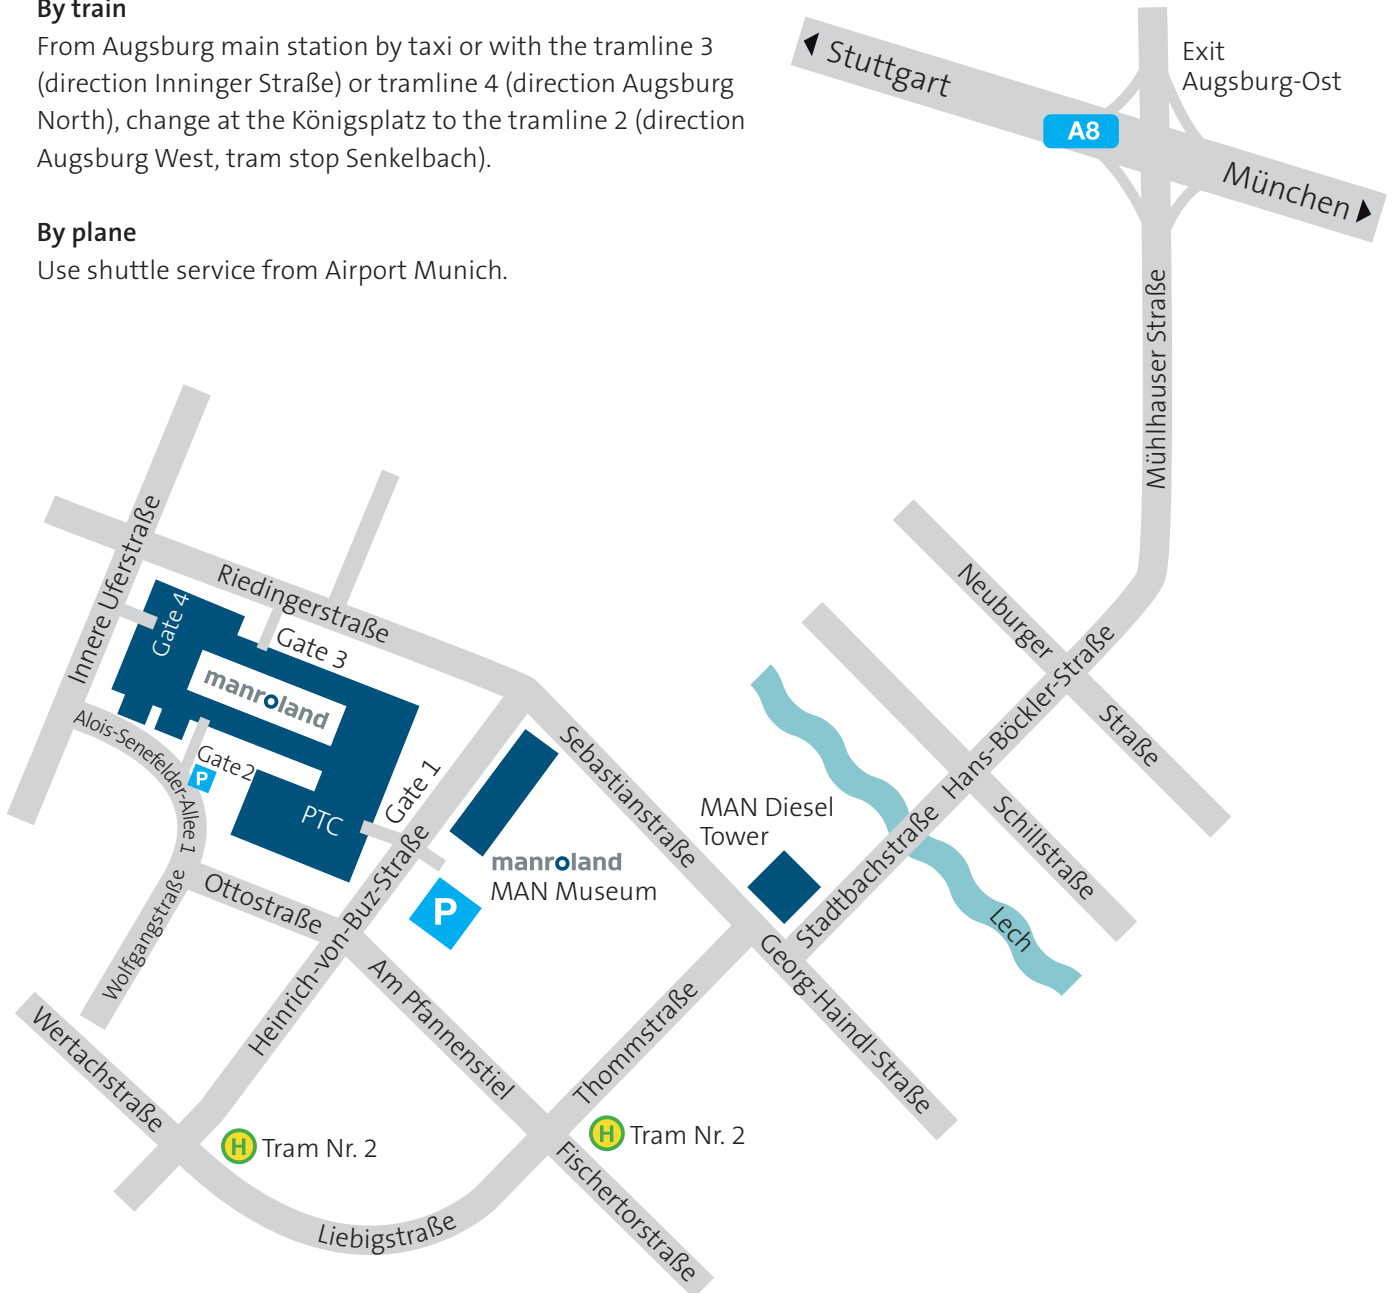 By train
From Augsburg main station by taxi or with the tramline 3
(direction Inninger Straße) or tramline 4 (direction Augsburg
North), change at the Königsplatz to the tramline 2 (direction
Augsburg West, tram stop Senkelbach).
By plane
Use shuttle service from Airport Munich.
Stuttgart
Exit
Augsburg-Ost
A8
München
Mühlhauser Straße
Innere Uferstraße
Riedingerstraße
Gate 4
Gate 3
manroland
Alois-Senefelder-Allee 1
Gate 2
P
PTC
Gate 1
Neuburger
Straße
Hans-Böckler-Straße
Schillstraße
Sebastianstraße
MAN Diesel
Tower
Stadtbachstraße
Lech
manroland
MAN Museum
P
Ottostraße
Wolfgangstraße
Heinrich-von-Buz-Straße
Am Pfannenstiel
Georg-Haindl-Straße
Thommstraße
Wertachstraße
H Tram Nr. 2
H Tram Nr. 2
Fischertorstraße
Liebigstraße